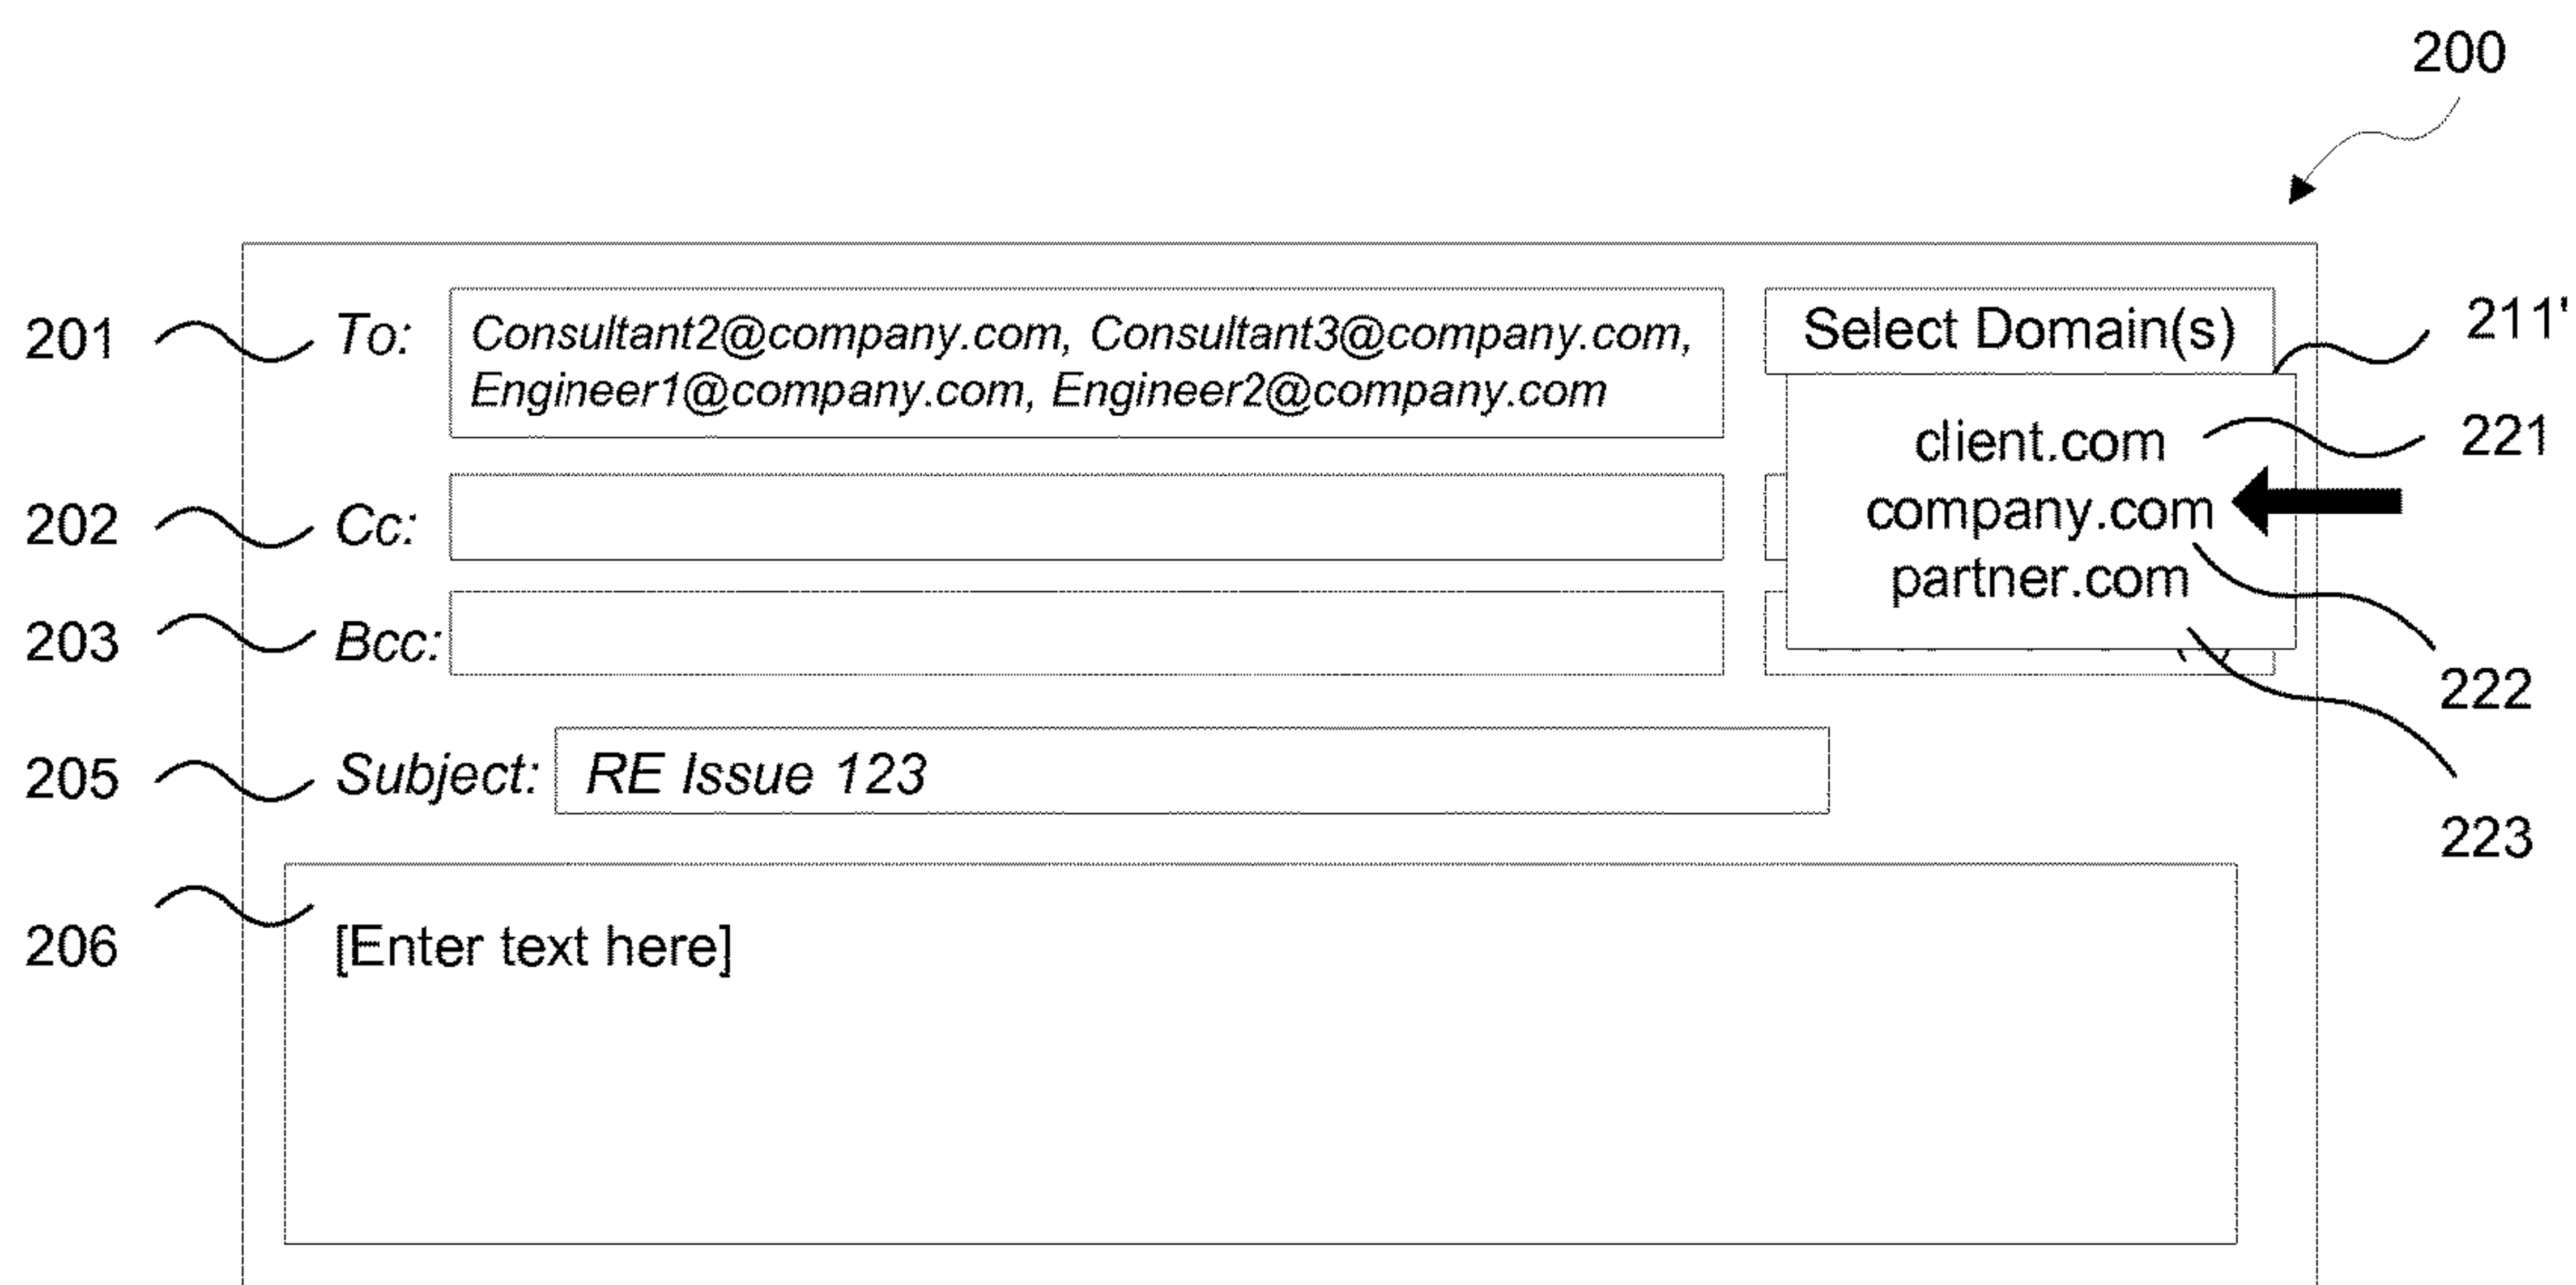 200
201 To: Consultant2@company.com, Consultant3@company.com, Select Domain(s) 211'
Engineer1@company.com, Engineer2@company.com
client.com 221
202 Cc: company.com
203 Bcc: partner.com
222
205 Subject: RE Issue 123
223
206 [Enter text here]